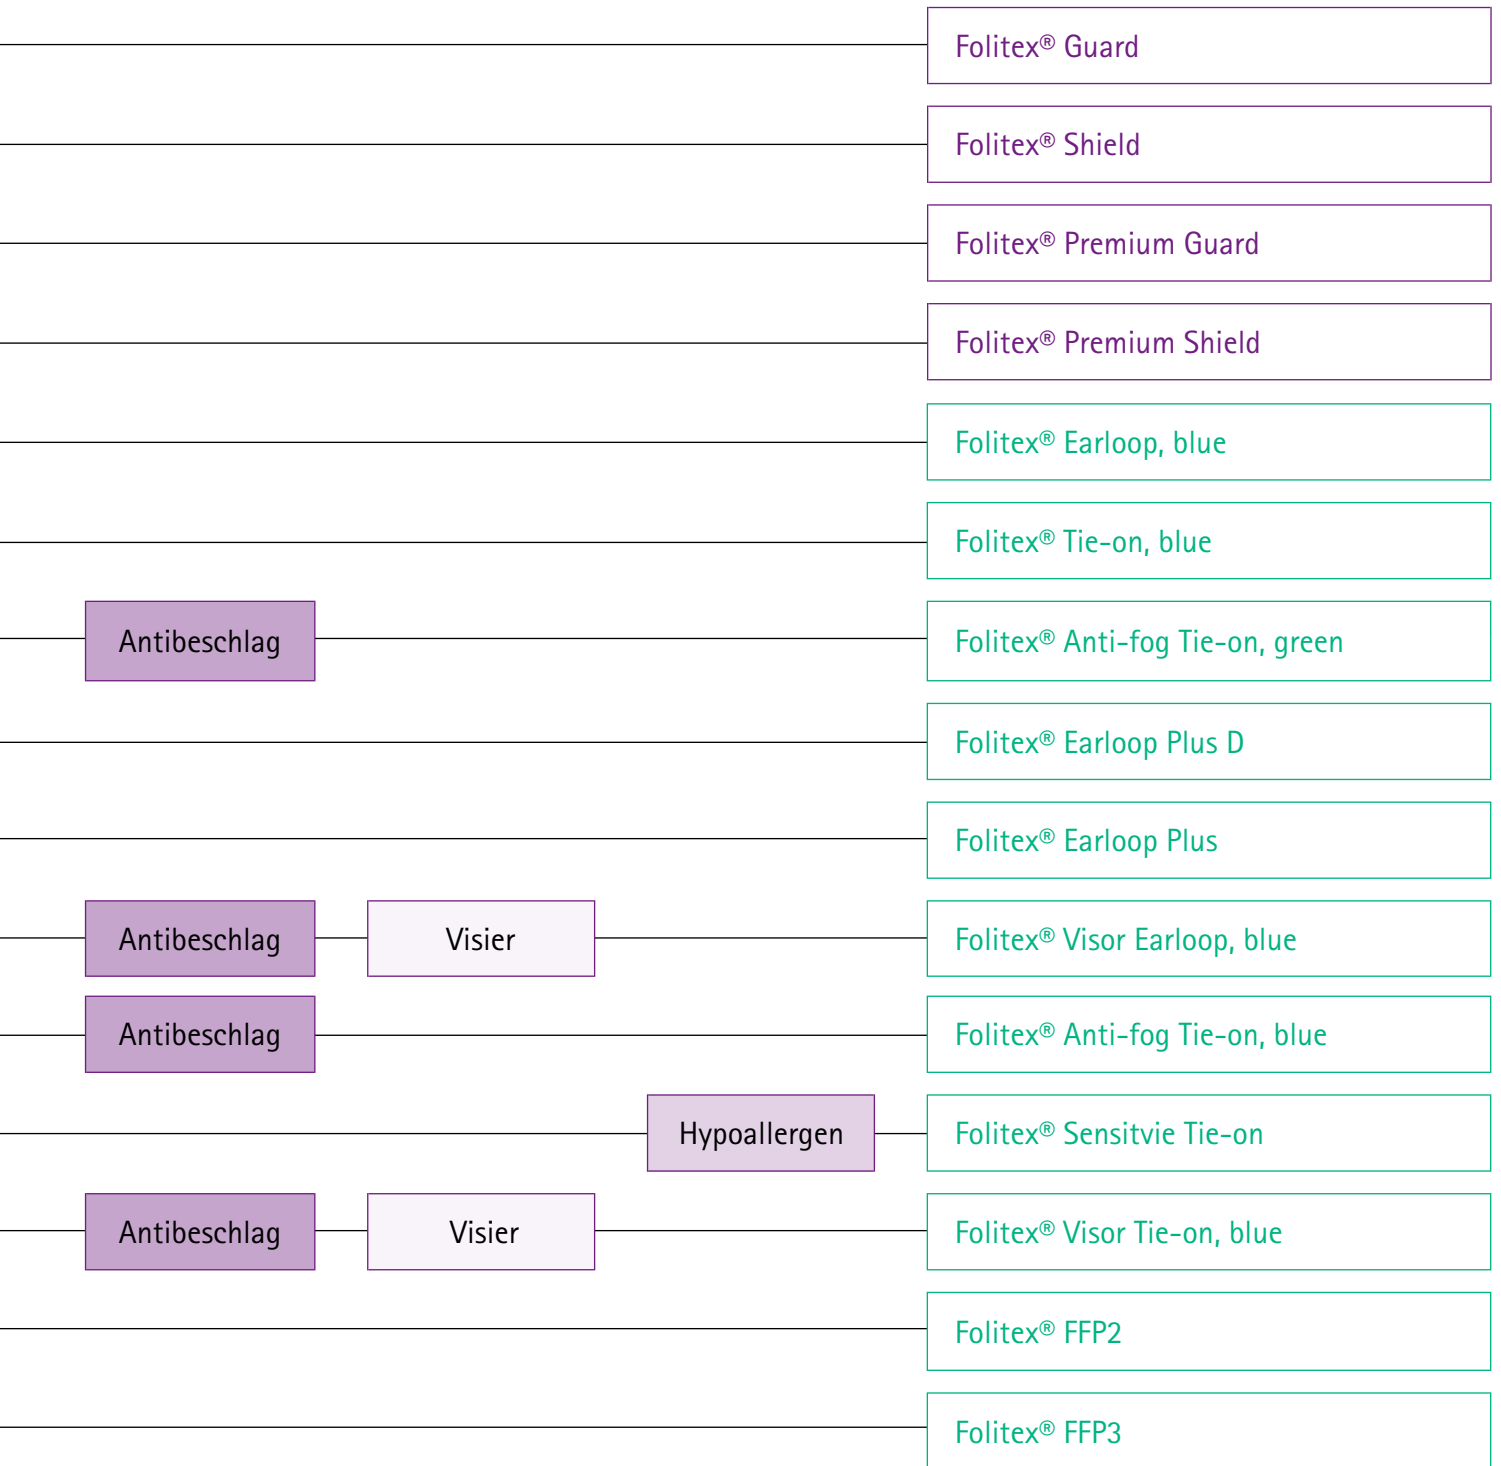 Folitex® Guard
Folitex® Shield
Folitex® Premium Guard
Folitex® Premium Shield
Folitex® Earloop, blue
Folitex® Tie-on, blue
Antibeschlag Folitex® Anti-fog Tie-on, green
Folitex® Earloop Plus D
Folitex® Earloop Plus
Antibeschlag Visier Folitex® Visor Earloop, blue
Antibeschlag Folitex® Anti-fog Tie-on, blue
Hypoallergen Folitex® Sensitvie Tie-on
Antibeschlag Visier Folitex® Visor Tie-on, blue
Folitex® FFP2
Folitex® FFP3